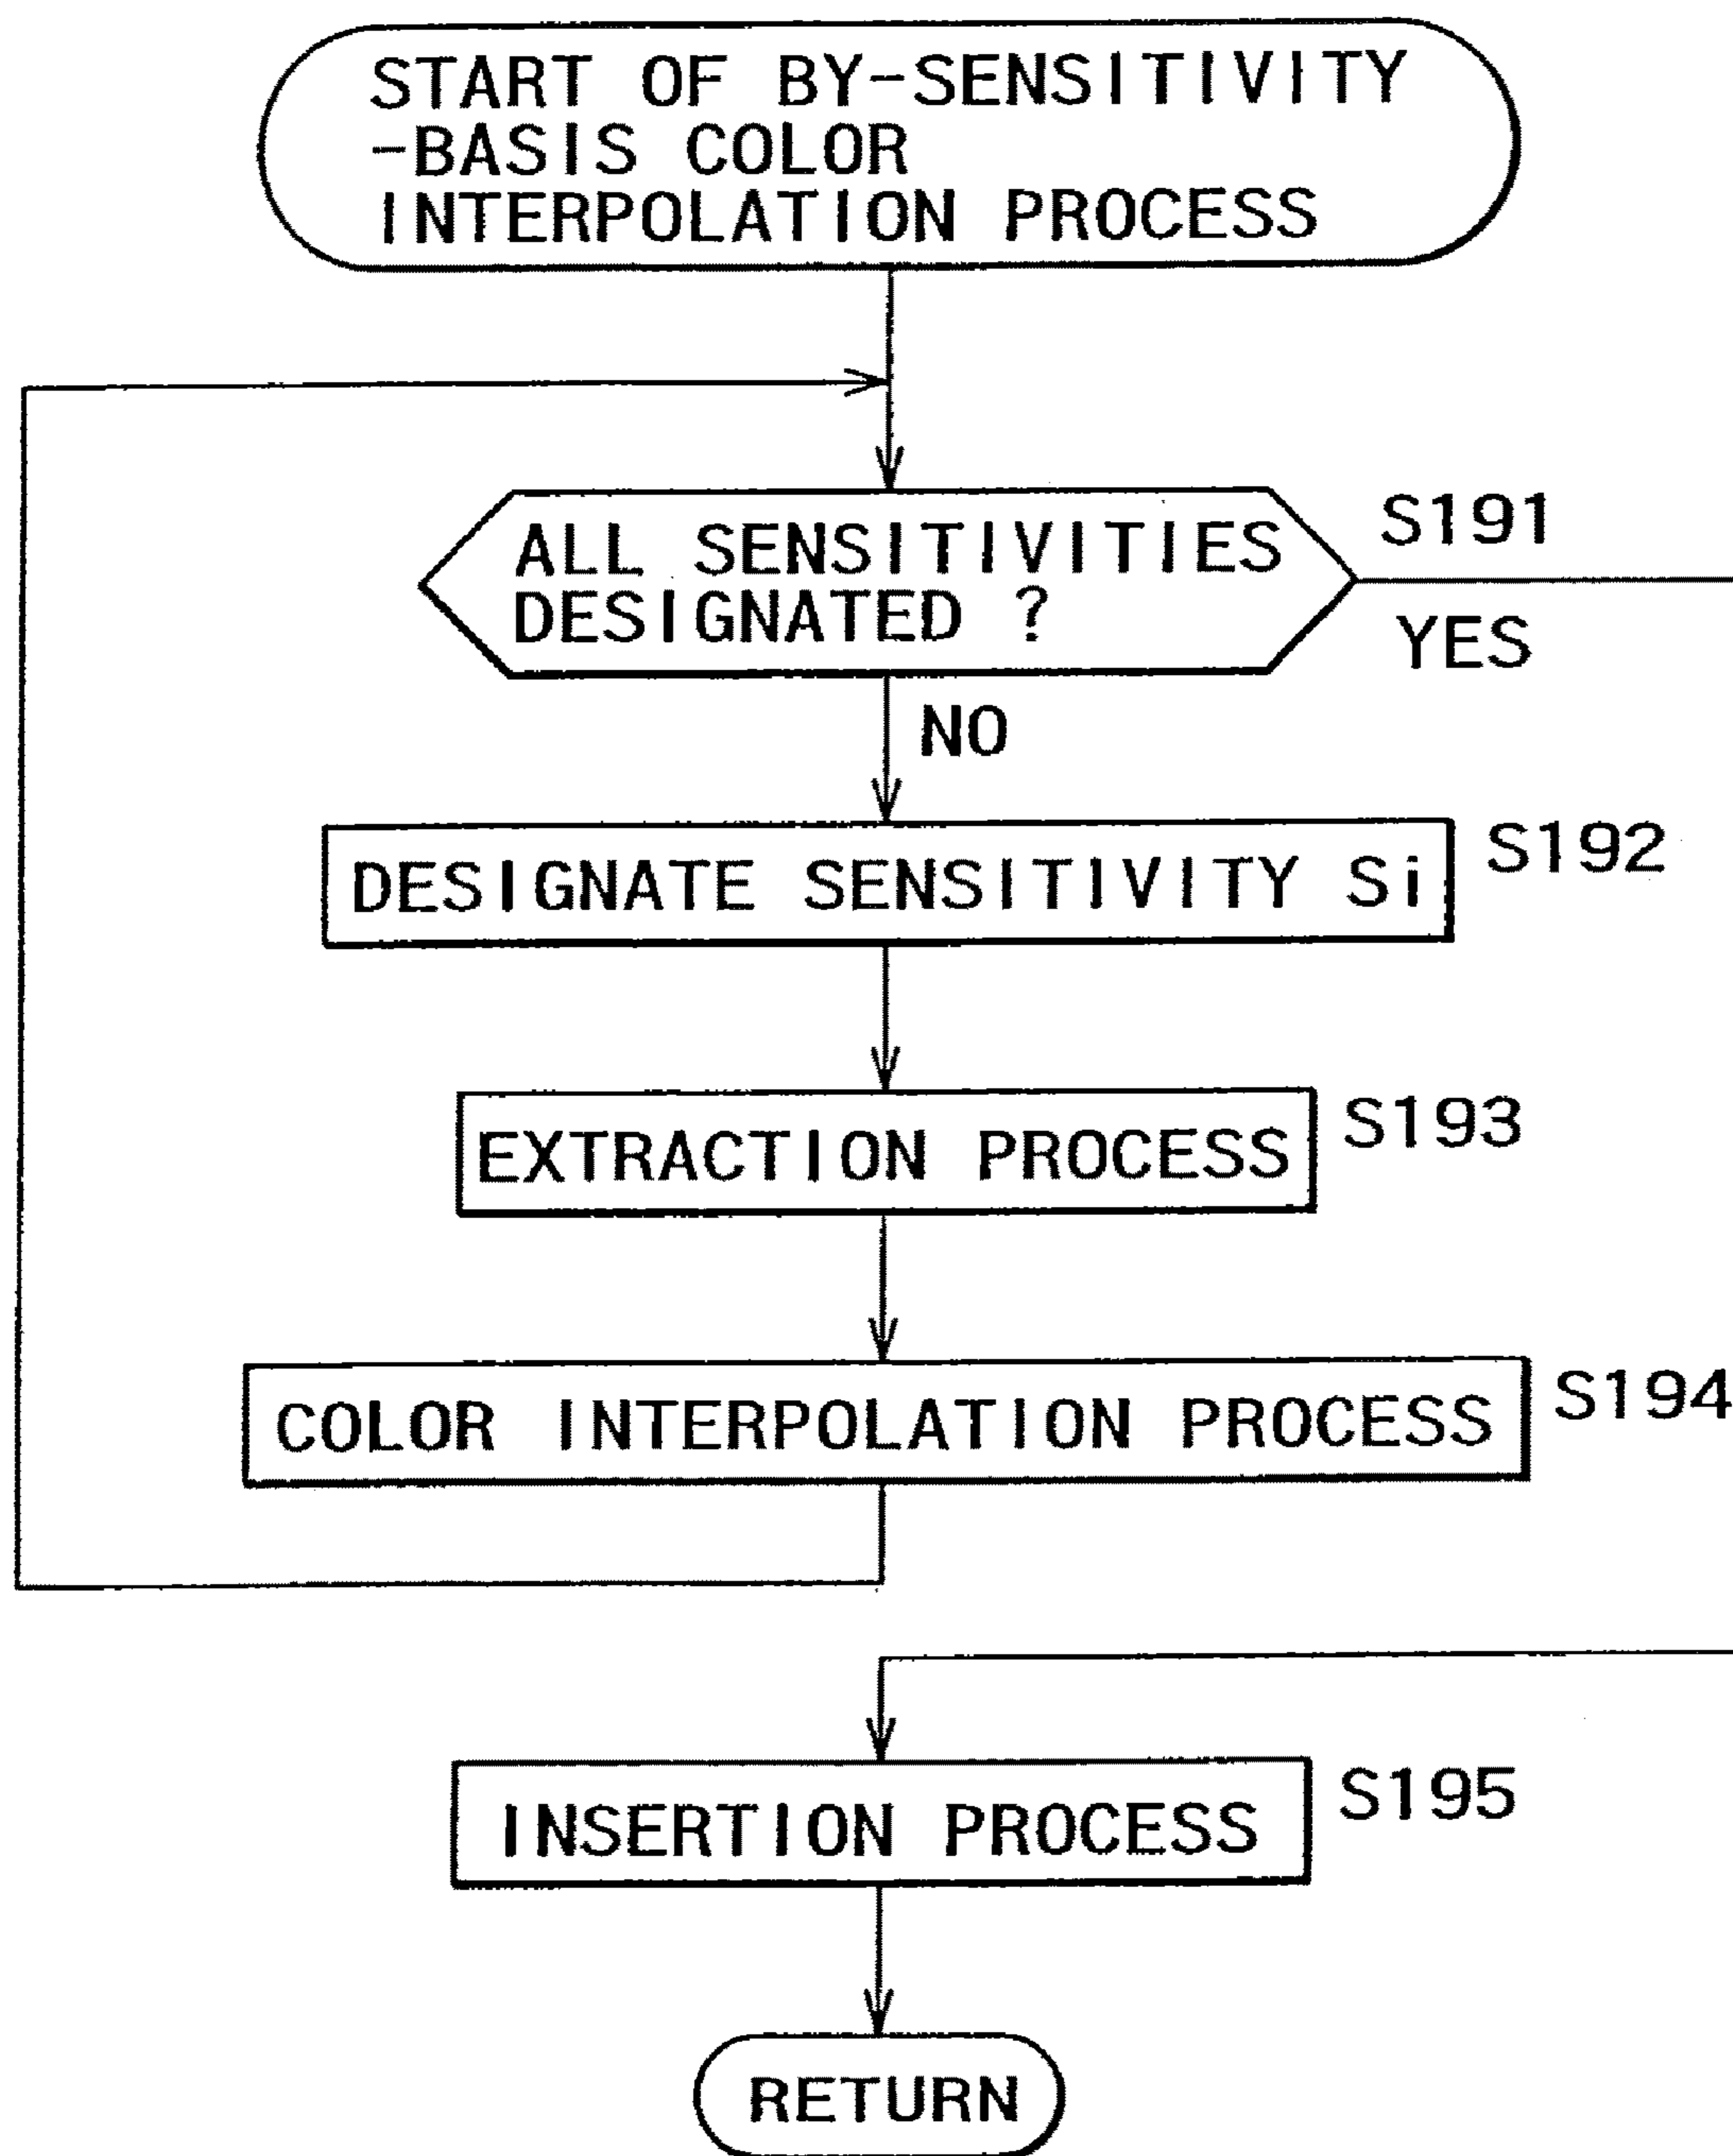 START OF BY-SENSITIVITY
-BASIS COLOR
INTERPOLATION PROCESS
ALL SENSITIVITIES
DESIGNATED ?
S191
YES
NO
DESIGNATE SENSITIVITY Si
S192
EXTRACTION PROCESS
S193
COLOR INTERPOLATION PROCESS
S194
INSERTION PROCESS
S195
RETURN